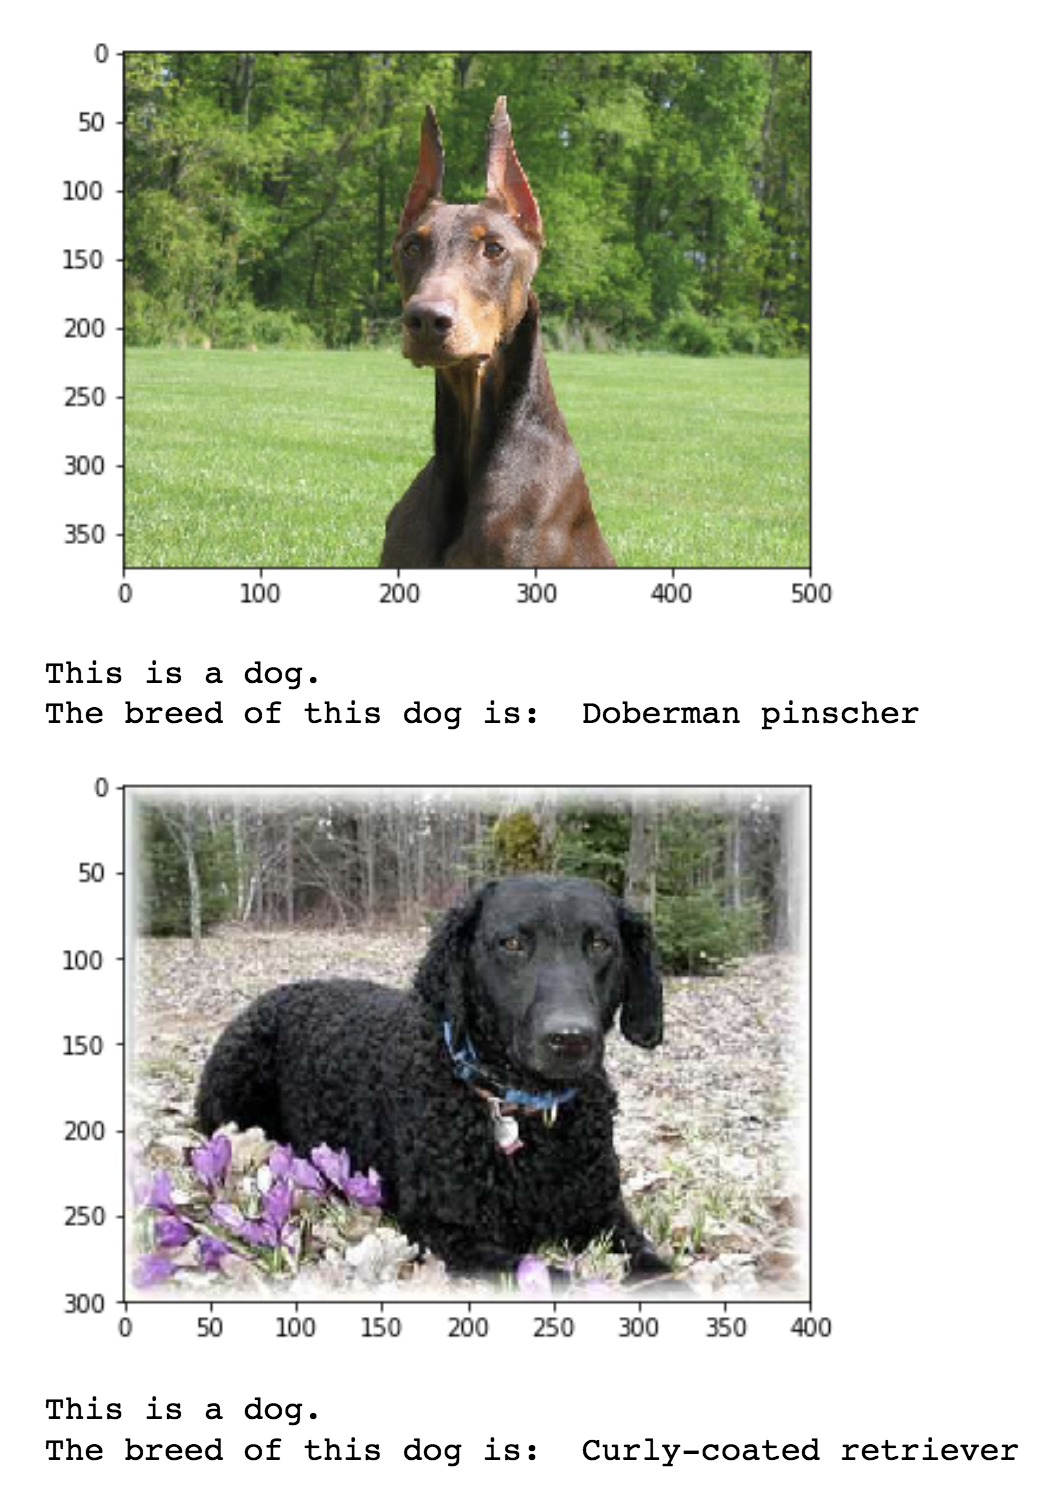 0
50
100
150
200
250
300
350
0 100 200 300 400 500
This is a dog.
The breed of this dog is:  Doberman pinscher
0
50
100
150
200
250
300
0 50 100 150 200 250 300 350 400
This is a dog.
The breed of this dog is:  Curly-coated retriever